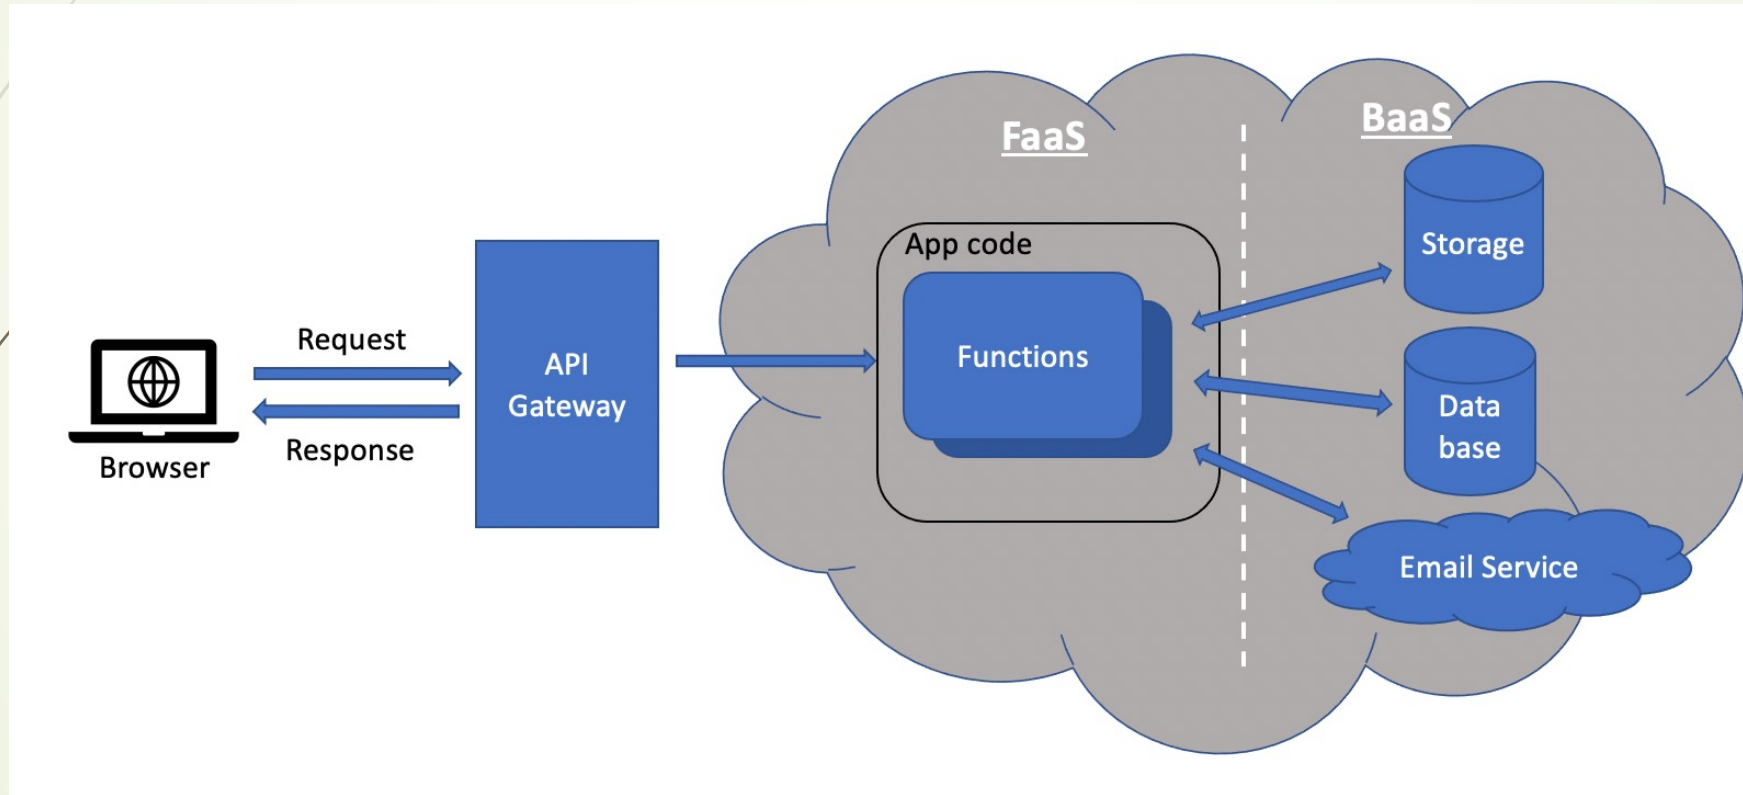 Browser
Request
Response
API
Gateway
FaaS
App code
Functions
BaaS
Storage
Data
base
Email Service